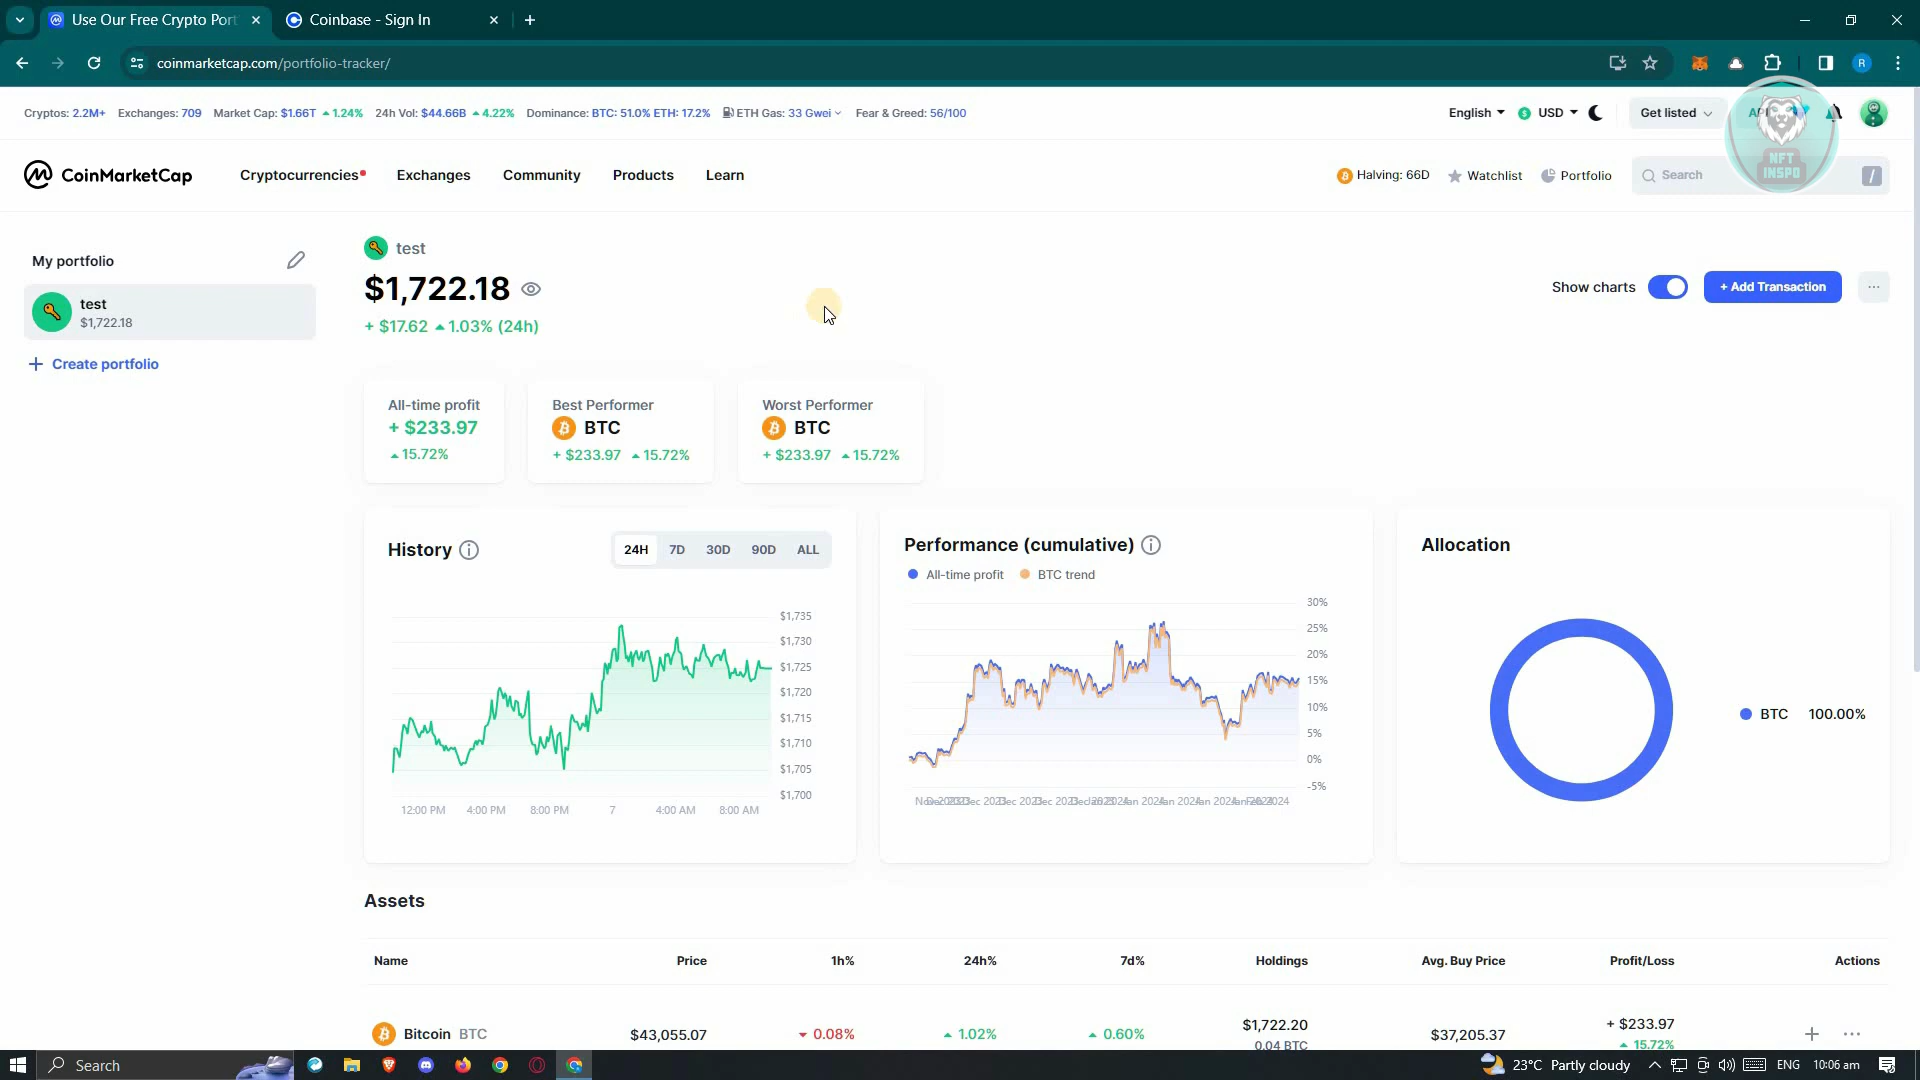 Use Our Free Crypto Port
Coinbase - Sign In
coinmarketcap.com/portfolio-tracker/
R
Cryptos: 2.2M+ Exchanges: 709 Market Cap: $1.66T 1.24% 24h Vol: $44.66B 4.22% Dominance: BTC: 51.0% ETH: 17.2% ETH Gas: 33 Gwei Fear & Greed: 56/100
English USD Get listed API
NFT
INSPO
CoinMarketCap Cryptocurrencies Exchanges Community Products Learn
Halving: 66D Watchlist Portfolio Search /
My portfolio
test
$1,722.18
Create portfolio
test
$1,722.18
+ $17.62 1.03% (24h)
Show charts + Add Transaction ...
All-time profit
+ $233.97
15.72%
Best Performer
BTC
+ $233.97 15.72%
Worst Performer
BTC
+ $233.97 15.72%
History
24H 7D 30D 90D ALL
$1,735
$1,730
$1,725
$1,720
$1,715
$1,710
$1,705
$1,700
12:00 PM 4:00 PM 8:00 PM 7 4:00 AM 8:00 AM
Performance (cumulative)
All-time profit BTC trend
30%
25%
20%
15%
10%
5%
0%
-5%
Allocation
BTC 100.00%
Assets
Name Price 1h% 24h% 7d% Holdings Avg. Buy Price Profit/Loss Actions
Bitcoin BTC $43,055.07 0.08% 1.02% 0.60% $1,722.20 $37,205.37 + $233.97
0.04 BTC 15.72%
Search
23°C Partly cloudy ENG 10:06 am